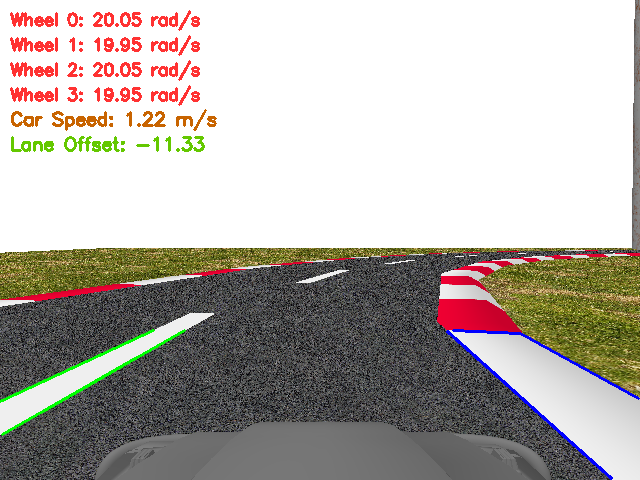 Wheel 0: 20.05 rad/s
Wheel 1: 19.95 rad/s
Wheel 2: 20.05 rad/s
Wheel 3: 19.95 rad/s
Car Speed: 1.22 m/s
Lane Offset: -11.33